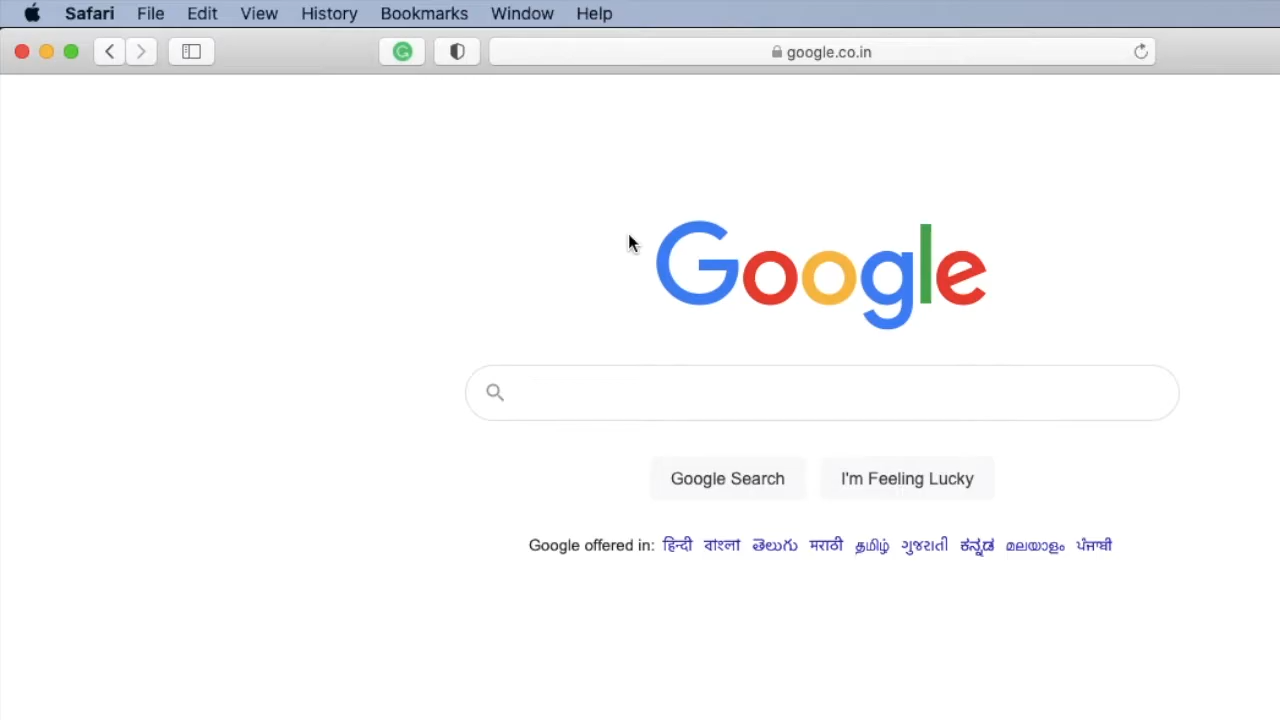 Safari File Edit View History Bookmarks Window Help
google.co.in
Google
Google Search I'm Feeling Lucky
Google offered in: हिन्दी বাংলা తెలుగు मराठी தமிழ் ગુજરાતી ಕನ್ನಡ മലയാളം ਪੰਜਾਬੀ